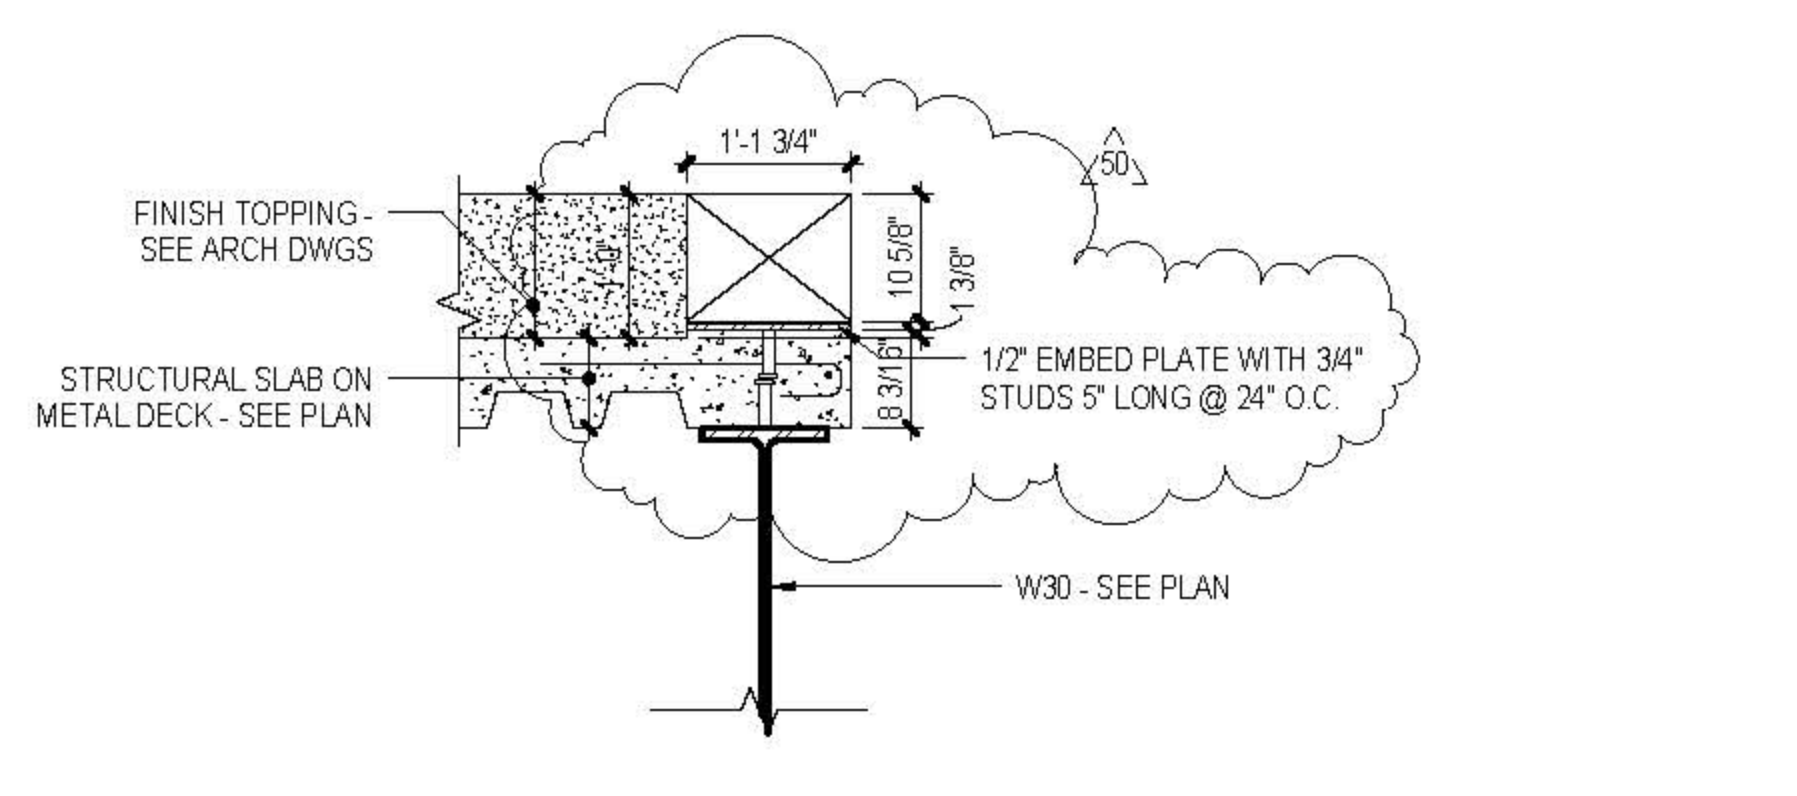 1'-1 3/4"
50
FINISH TOPPING -
SEE ARCH DWGS
1'-0"
10 5/8"
1 3/8"
STRUCTURAL SLAB ON
METAL DECK - SEE PLAN
8 3/16"
1/2" EMBED PLATE WITH 3/4"
STUDS 5" LONG @ 24" O.C.
W30 - SEE PLAN